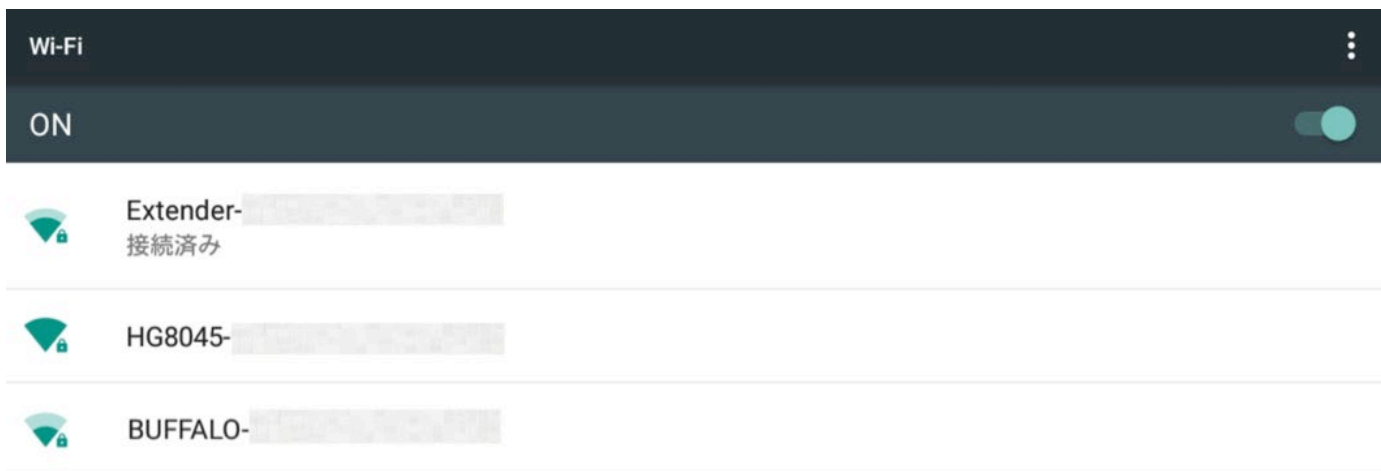 Wi-Fi
ON
Extender-
接続済み
HG8045-
BUFFALO-